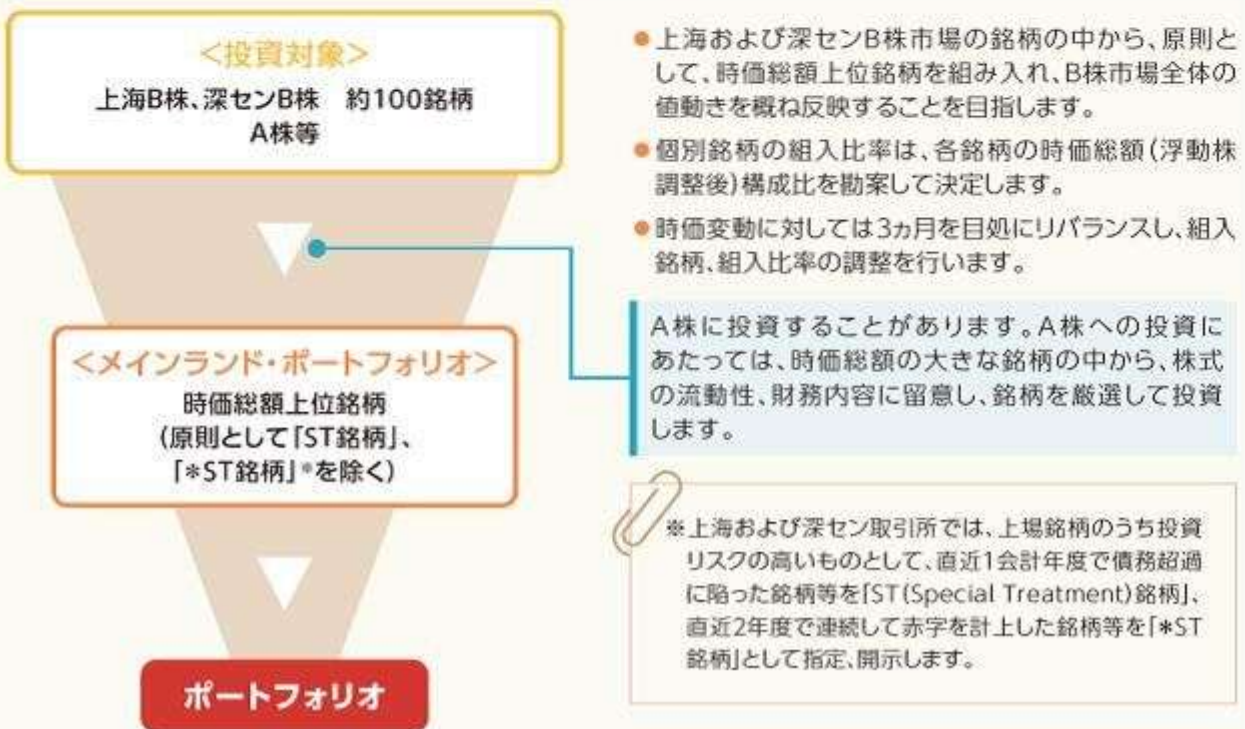 <投資対象>
上海B株、深センB株 約100銘柄
A株等
<メインランド・ポートフォリオ>
時価総額上位銘柄
(原則として「ST銘柄」、
「*ST銘柄」※を除く)
ポートフォリオ
●上海および深センB株市場の銘柄の中から、原則と
して、時価総額上位銘柄を組み入れ、B株市場全体の
値動きを概ね反映することを目指します。
●個別銘柄の組入比率は、各銘柄の時価総額(浮動株
調整後)構成比を勘案して決定します。
●時価変動に対しては3ヵ月を目処にリバランスし、組入
銘柄、組入比率の調整を行います。
A株に投資することがあります。A株への投資に
あたっては、時価総額の大きな銘柄の中から、株式
の流動性、財務内容に留意し、銘柄を厳選して投資
します。
※上海および深セン取引所では、上場銘柄のうち投資
リスクの高いものとして、直近1会計年度で債務超過
に陥った銘柄等を「ST(Special Treatment)銘柄」、
直近2年度で連続して赤字を計上した銘柄等を「*ST
銘柄」として指定、開示します。